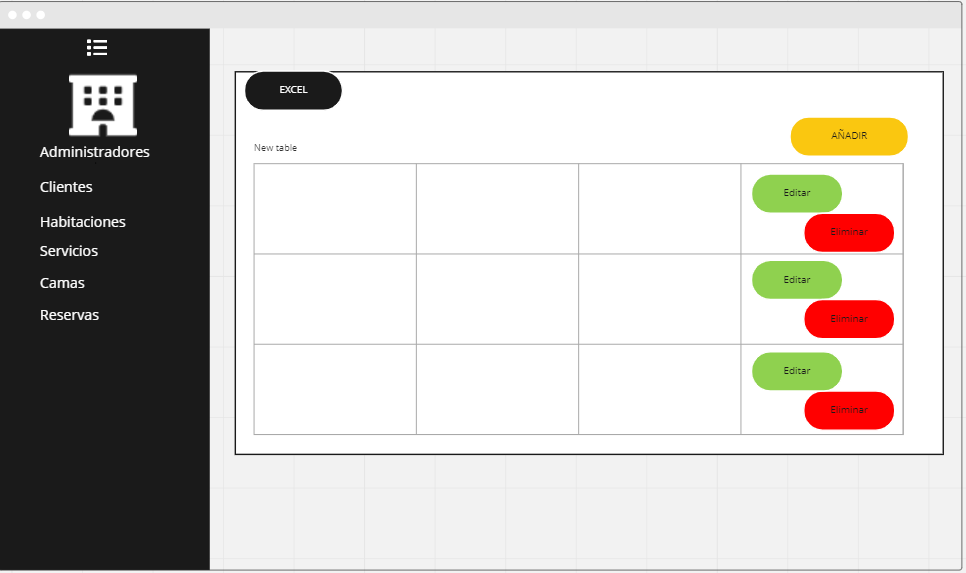 Administradores
Clientes
Habitaciones
Servicios
Camas
Reservas
EXCEL
AÑADIR
New table
Editar
Eliminar
Editar
Eliminar
Editar
Eliminar